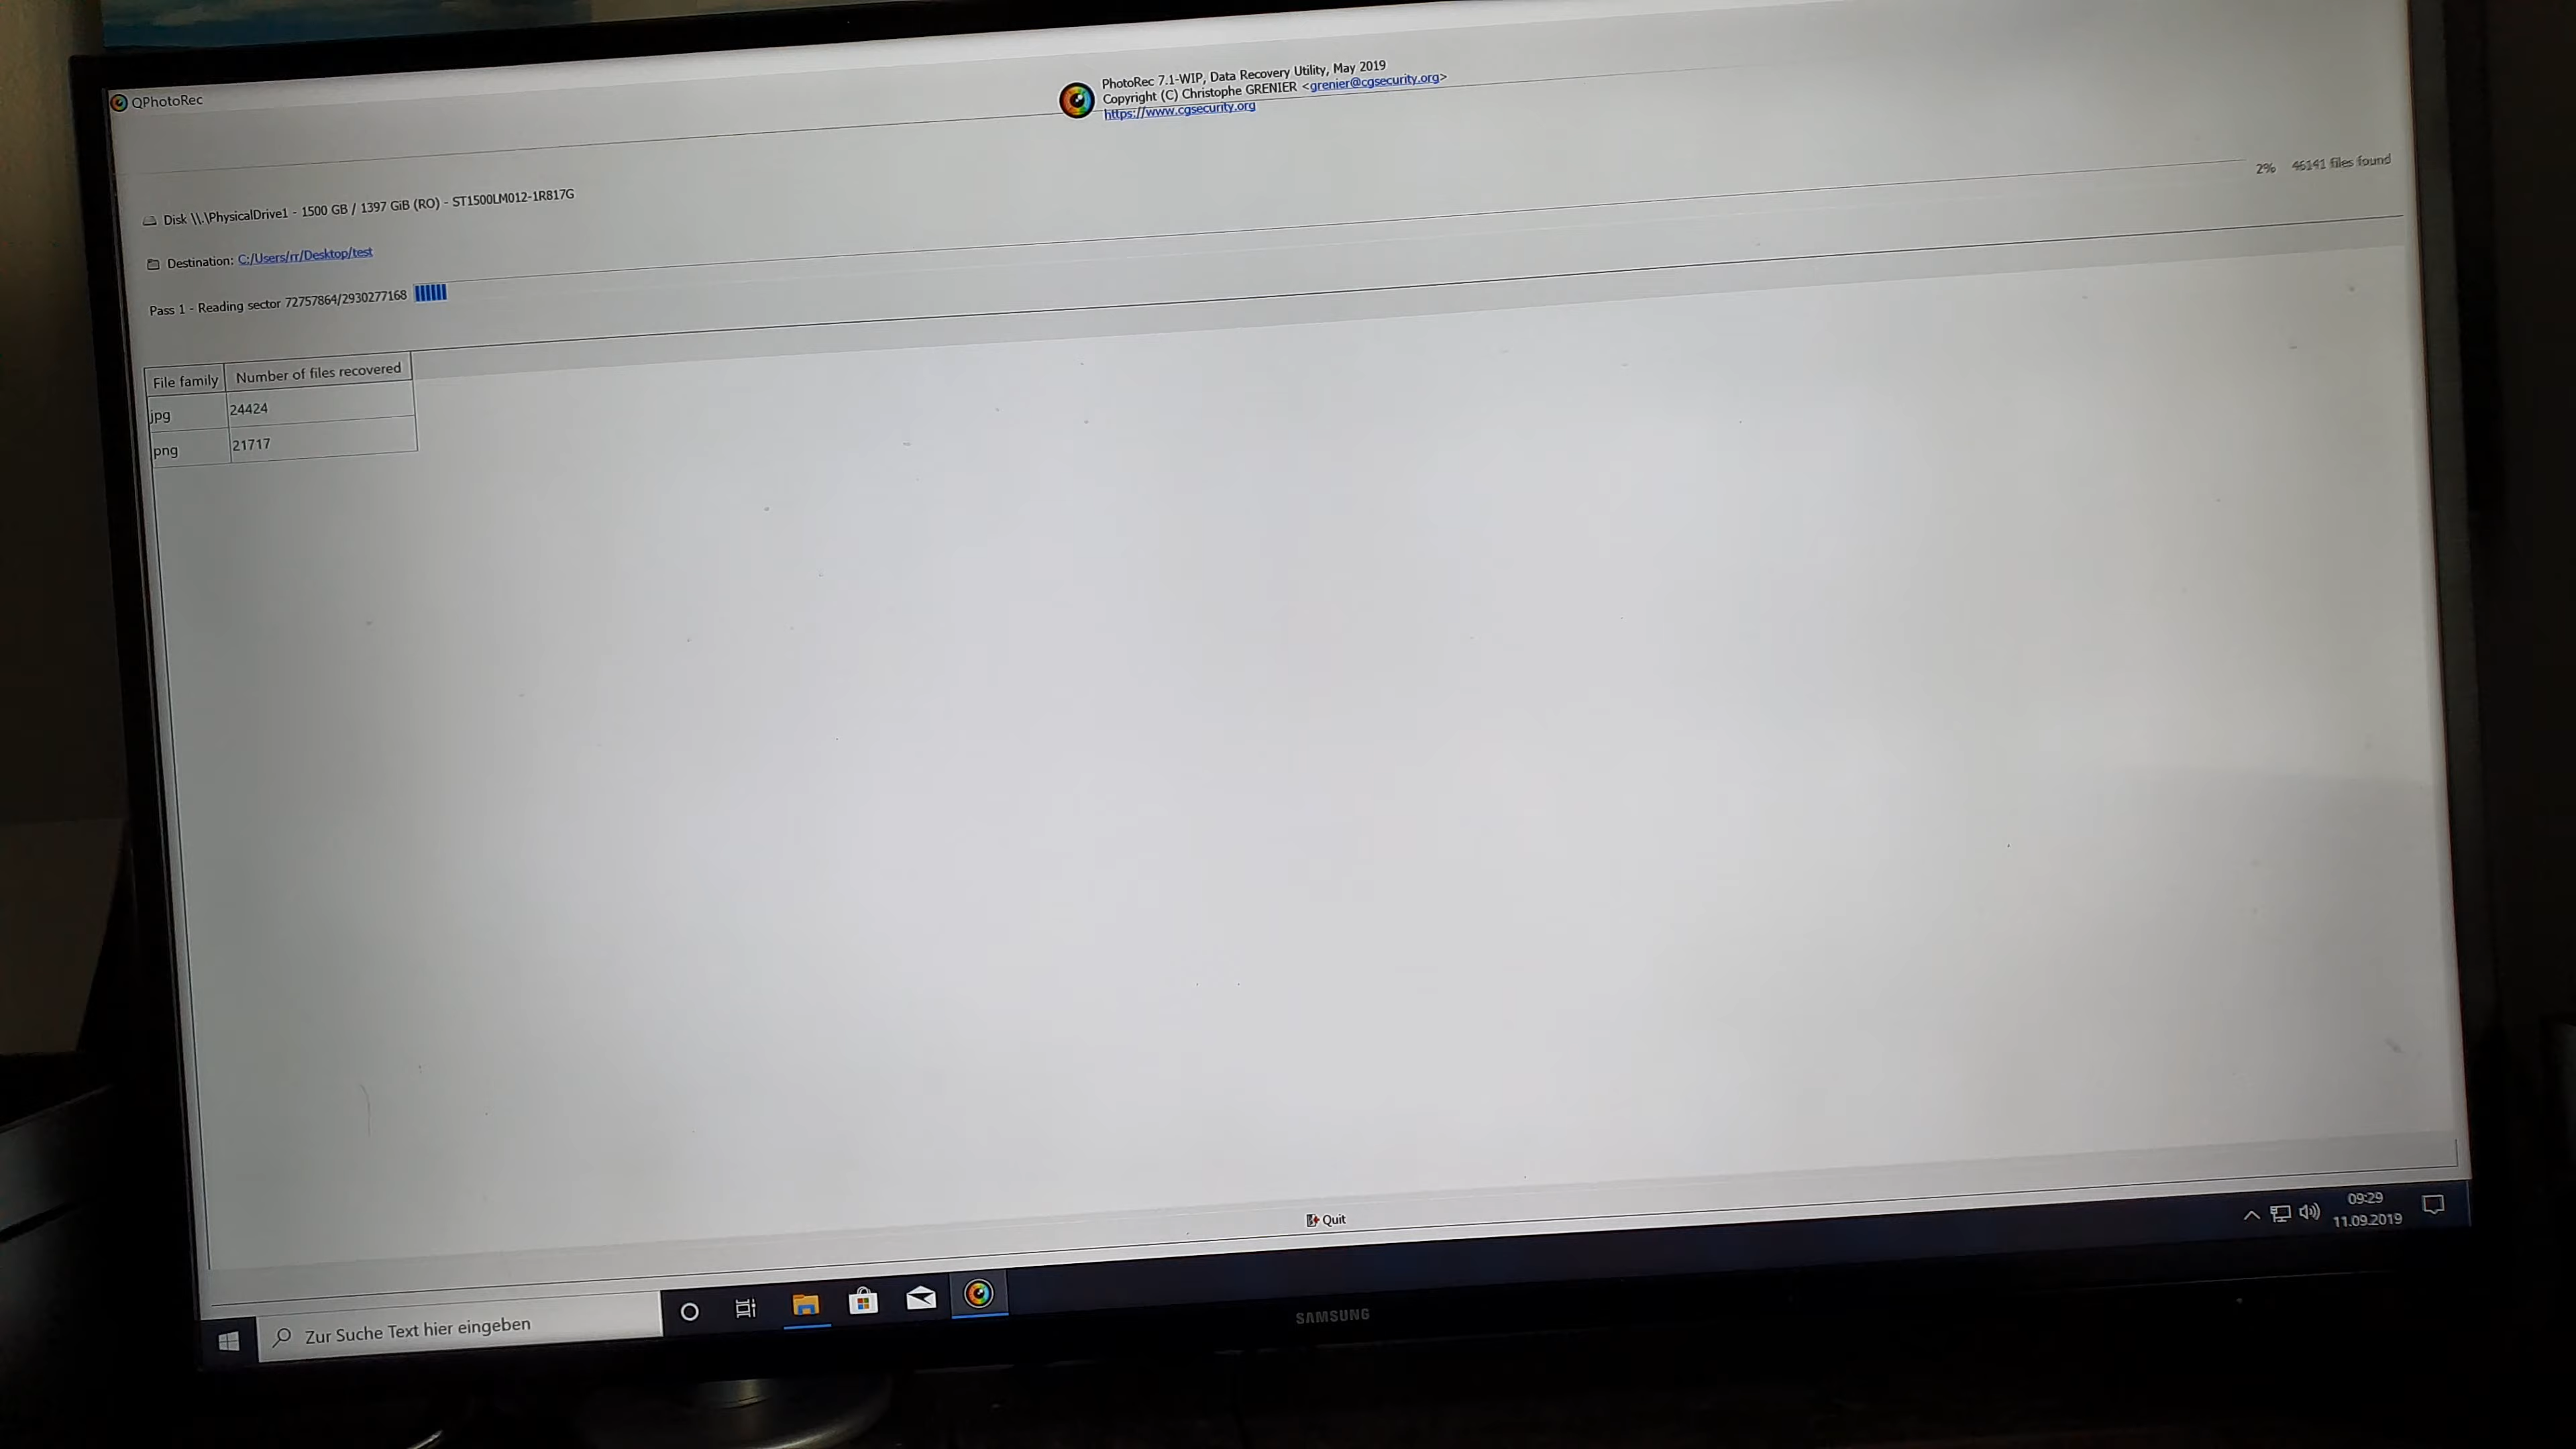 QPhotoRec
PhotoRec 7.1-WIP, Data Recovery Utility, May 2019
Copyright (C) Christophe GRENIER <grenier@cgsecurity.org>
https://www.cgsecurity.org
Disk \\.\PhysicalDrive1 - 1500 GB / 1397 GiB (RO) - ST1500LM012-1R817G
Destination: C:/Users/rr/Desktop/test
Pass 1 - Reading sector 72757864/2930277168
2% 46141 files found
File family Number of files recovered
jpg 24424
png 21717
Quit
Zur Suche Text hier eingeben
09:29
11.09.2019
SAMSUNG